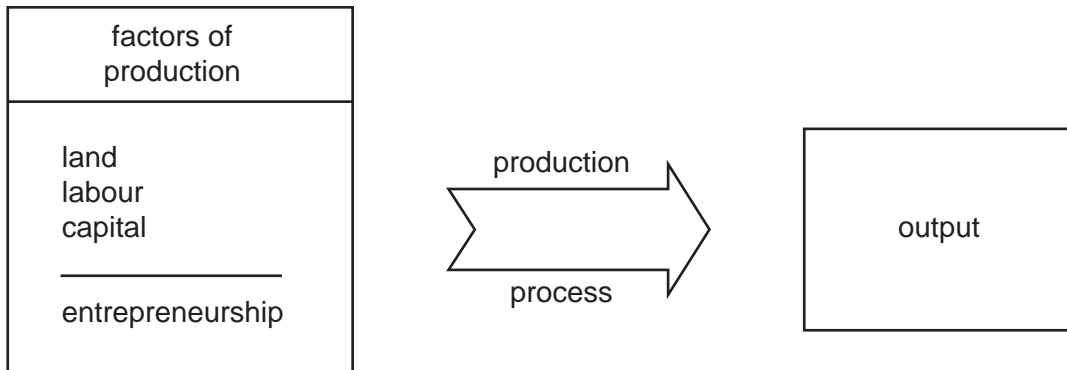 factors of
production
land
labour
capital
entrepreneurship
production
process
output